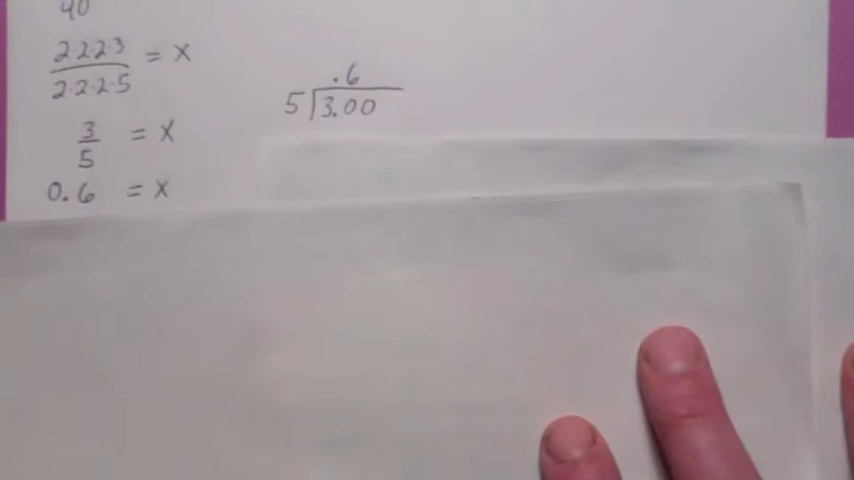 40
2·2·2·3 / 2·2·2·5 = x
3 / 5 = x
0.6 = x
.6
5 3.00